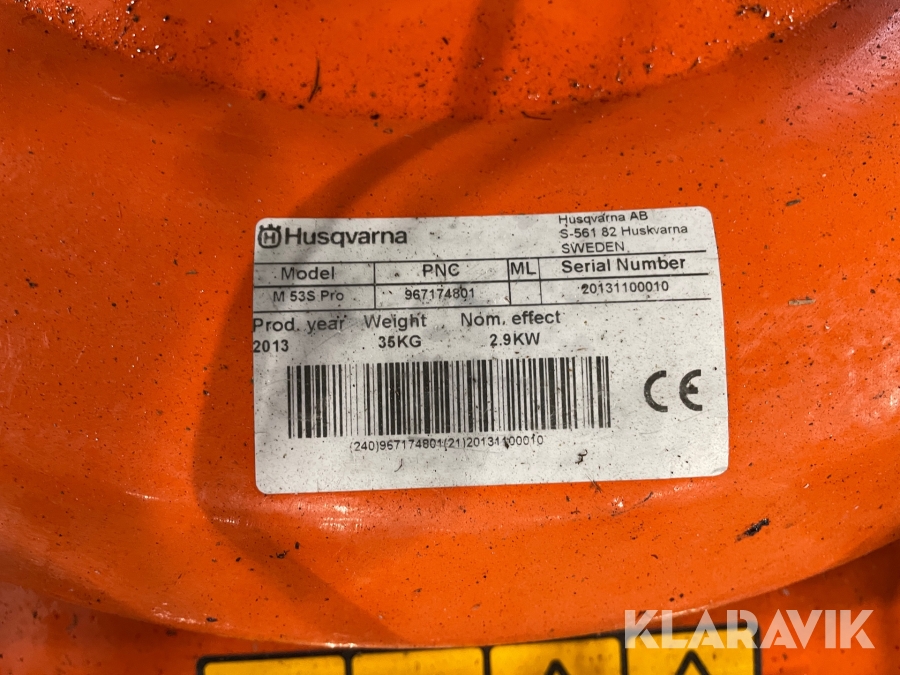 Husqvarna
Husqvarna AB
S-561 82 Huskvarna
SWEDEN
Model PNC ML Serial Number
M 53S Pro 967174801 20131100010
Prod. year Weight Nom. effect
2013 35KG 2.9KW
CE
(240)967174801(21)20131100010
KLARAVIK